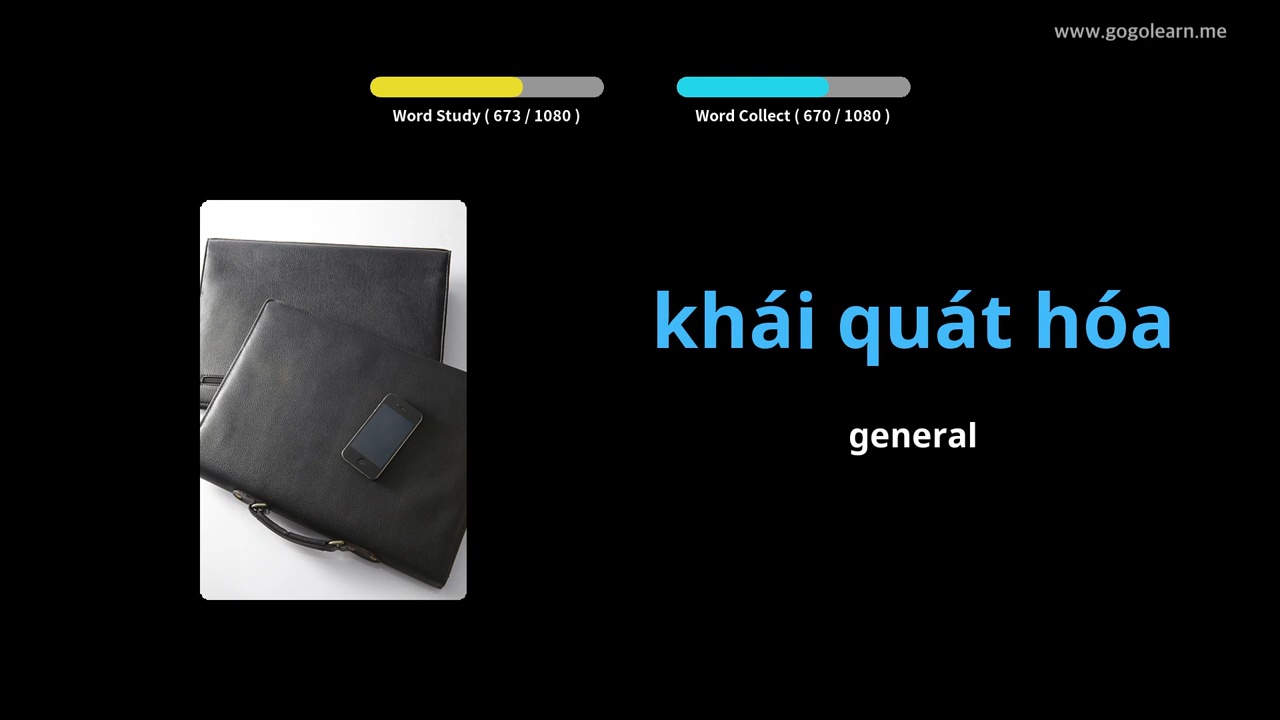 www.gogolearn.me
Word Study ( 673 / 1080 )
Word Collect ( 670 / 1080 )
khái quát hóa
general